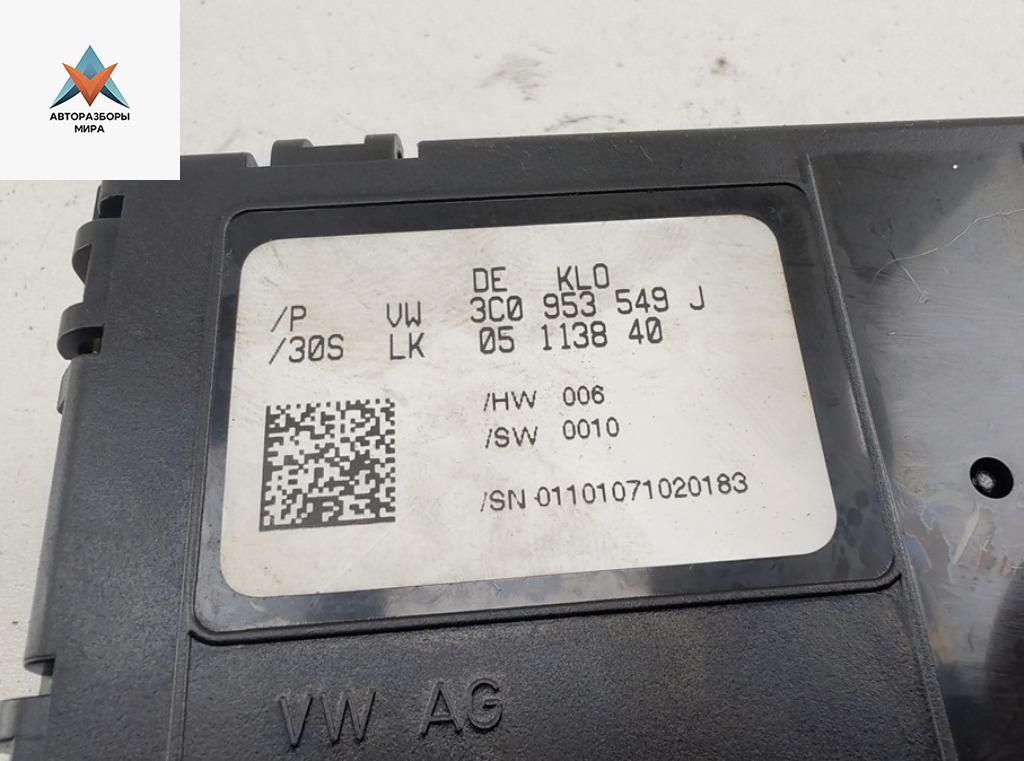 АВТОРАЗБОРЫ
МИРА
DE KLO
/P VW 3C0 953 549 J
/30S LK 05 1138 40
/HW 006
/SW 0010
/SN 01101071020183
VW AG